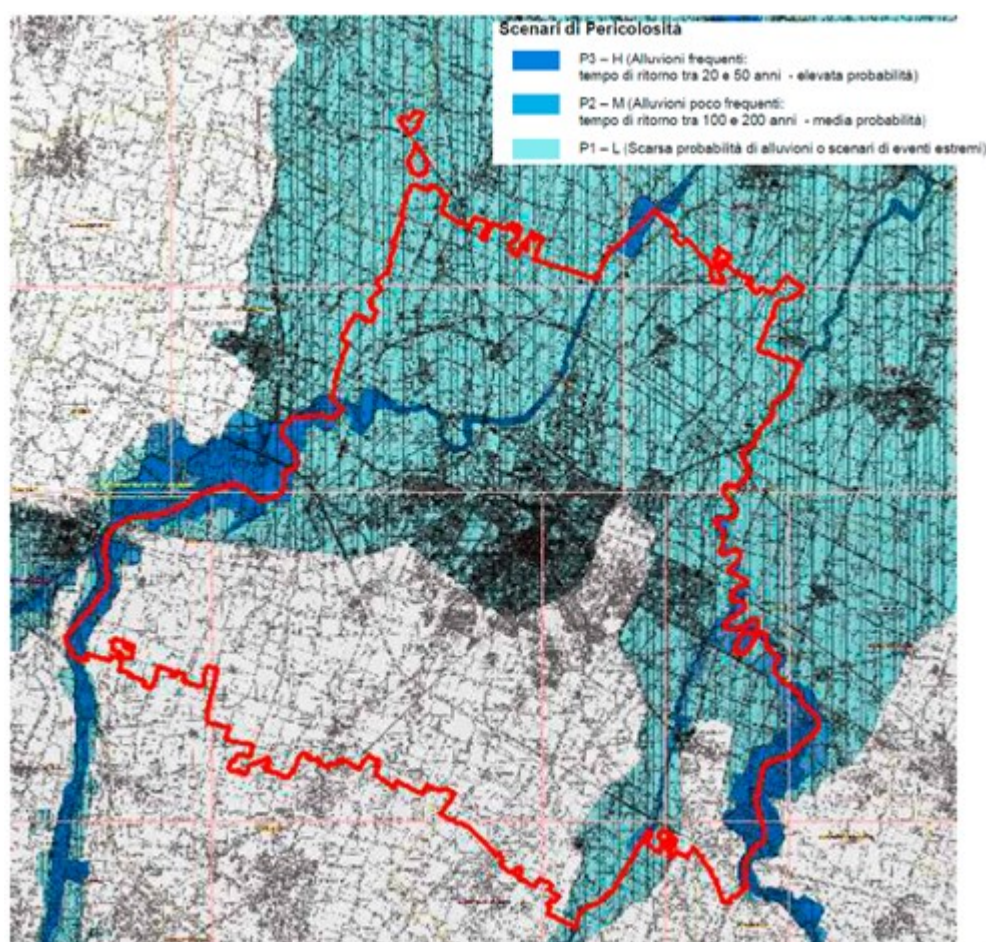 Scenari di Pericolosità
P3 – H (Alluvioni frequenti:
tempo di ritorno tra 20 e 50 anni - elevata probabilità)
P2 – M (Alluvioni poco frequenti:
tempo di ritorno tra 100 e 200 anni - media probabilità)
P1 – L (Scarsa probabilità di alluvioni o scenari di eventi estremi)